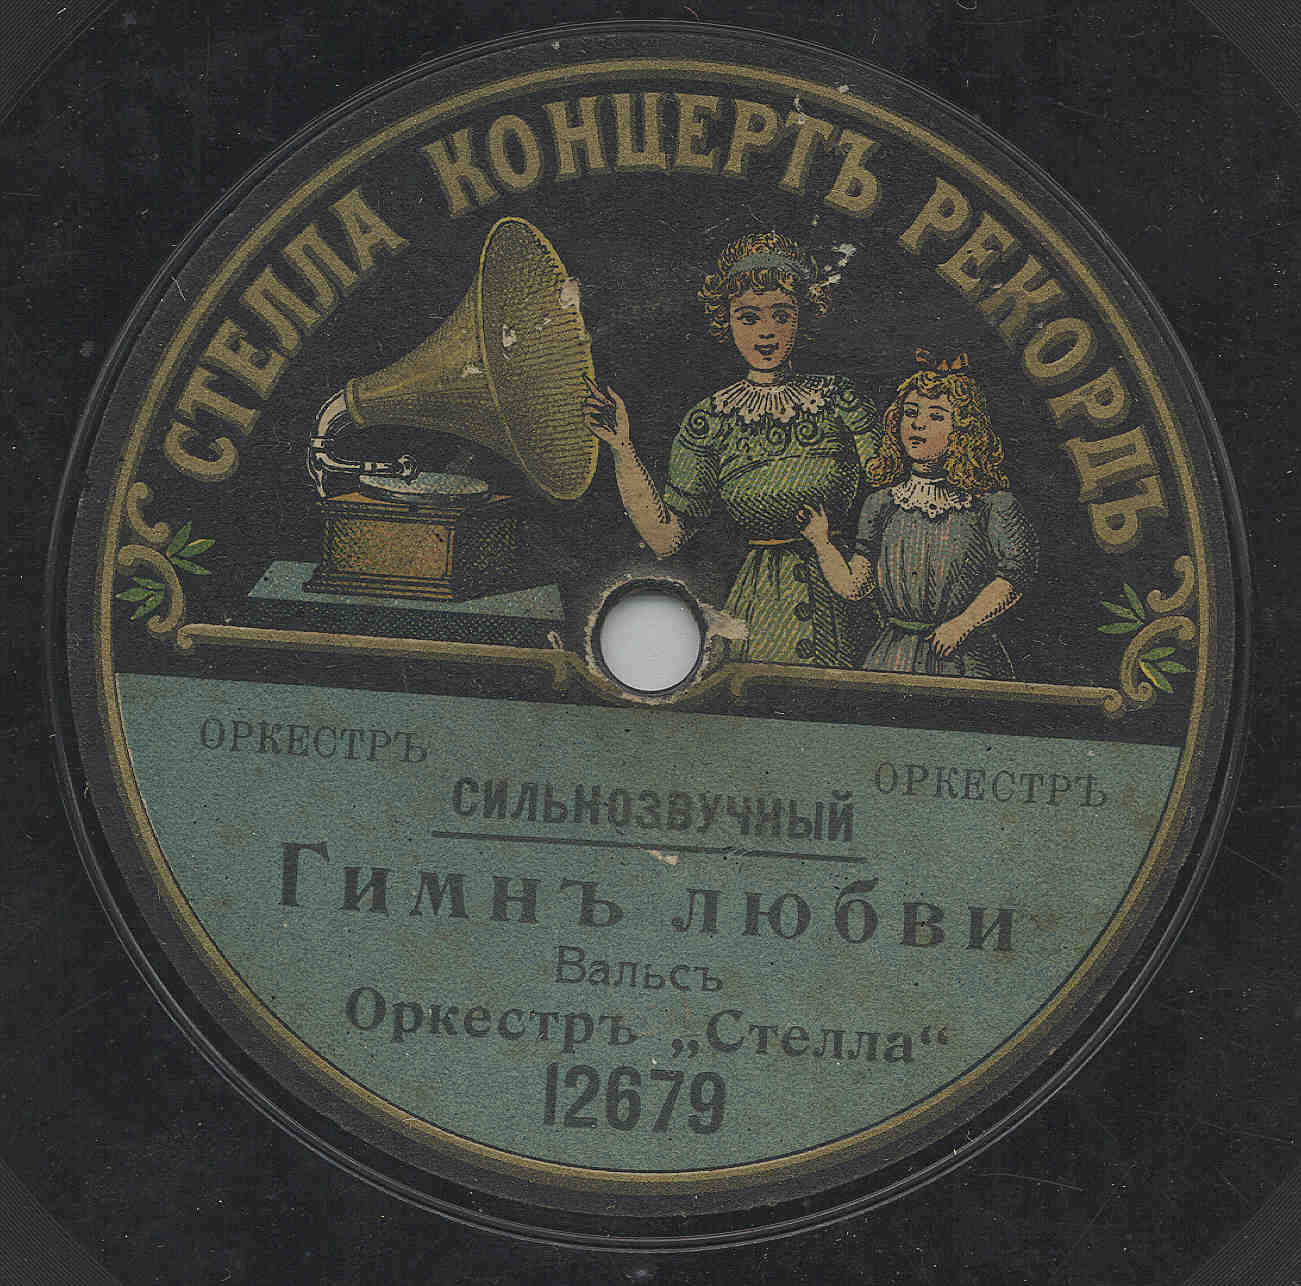 СТЕЛЛА КОНЦЕРТЪ РЕКОРДЪ
ОРКЕСТРЪ ОРКЕСТРЪ
СИЛЬНОЗВУЧНЫЙ
Гимнъ любви
Вальсъ
Оркестръ „Стелла“
12679